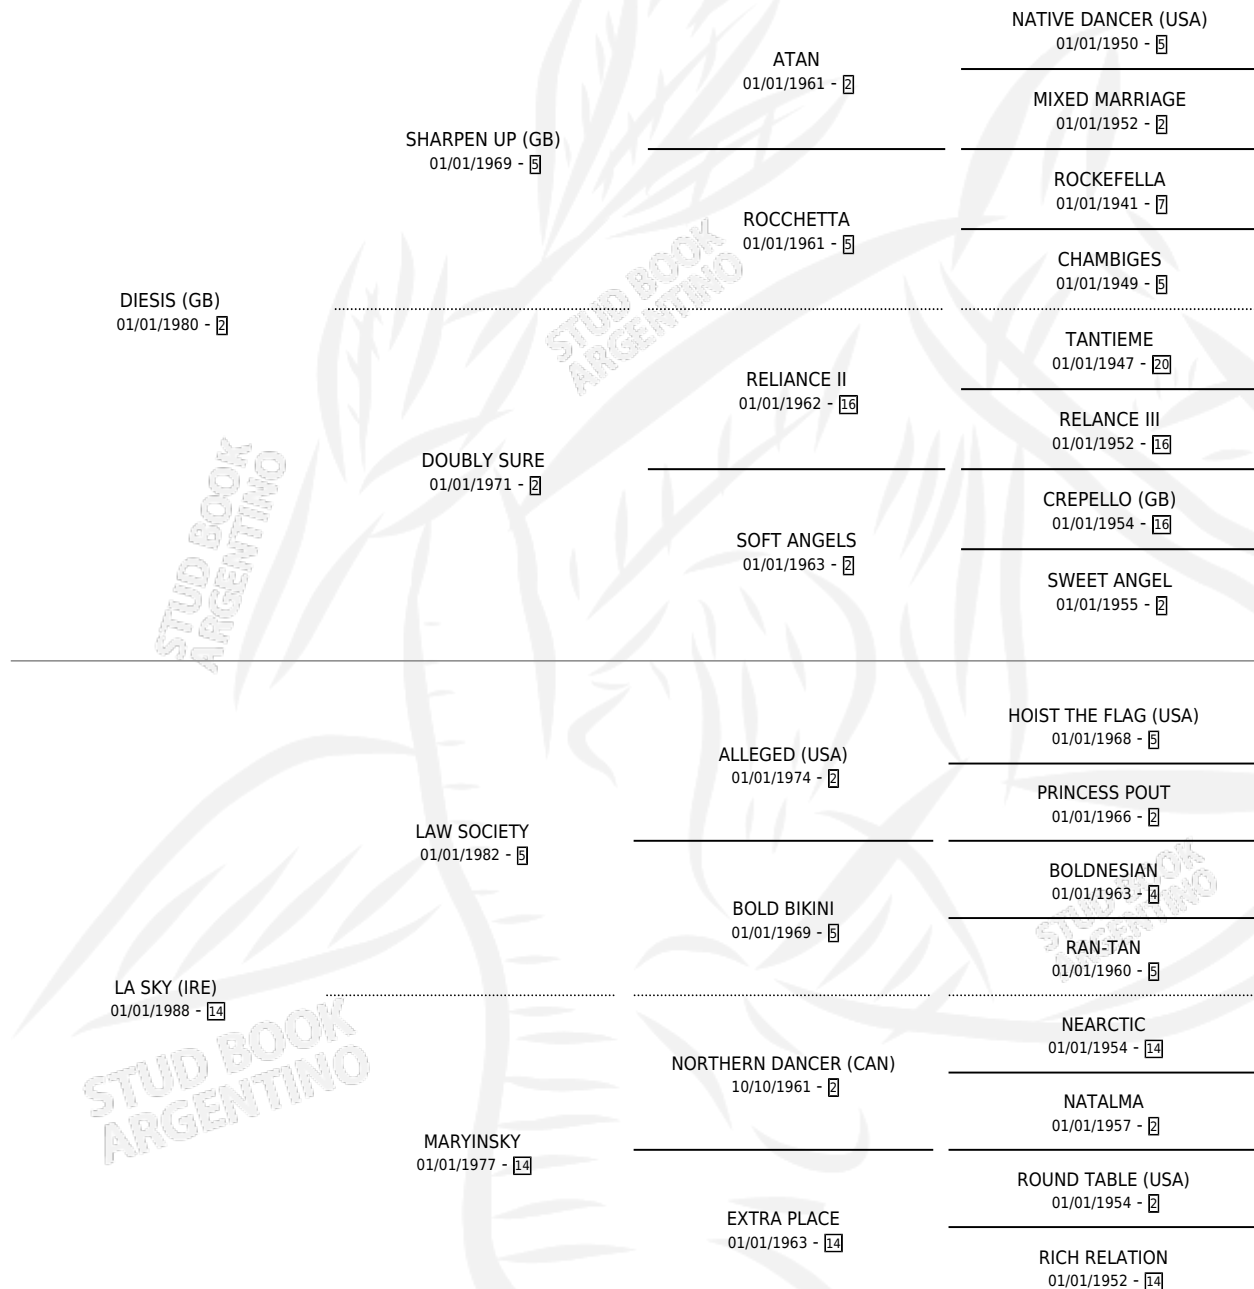 NATIVE DANCER (USA)
01/01/1950 - 5
ATAN
01/01/1961 - 2
MIXED MARRIAGE
01/01/1952 - 2
SHARPEN UP (GB)
01/01/1969 - 5
ROCKEFELLA
01/01/1941 - 7
ROCCHETTA
01/01/1961 - 5
CHAMBIGES
01/01/1949 - 5
DIESIS (GB)
01/01/1980 - 2
TANTIEME
01/01/1947 - 20
RELIANCE II
01/01/1962 - 16
RELANCE III
01/01/1952 - 16
DOUBLY SURE
01/01/1971 - 2
CREPELLO (GB)
01/01/1954 - 16
SOFT ANGELS
01/01/1963 - 2
SWEET ANGEL
01/01/1955 - 2
HOIST THE FLAG (USA)
01/01/1968 - 5
ALLEGED (USA)
01/01/1974 - 2
PRINCESS POUT
01/01/1966 - 2
LAW SOCIETY
01/01/1982 - 5
BOLDNESIAN
01/01/1963 - 4
BOLD BIKINI
01/01/1969 - 5
RAN-TAN
01/01/1960 - 5
LA SKY (IRE)
01/01/1988 - 14
NEARCTIC
01/01/1954 - 14
NORTHERN DANCER (CAN)
10/10/1961 - 2
NATALMA
01/01/1957 - 2
MARYINSKY
01/01/1977 - 14
ROUND TABLE (USA)
01/01/1954 - 2
EXTRA PLACE
01/01/1963 - 14
RICH RELATION
01/01/1952 - 14
STUD BOOK
ARGENTINO
STUD BOOK
ARGENTINO
STUD BOOK
ARGENTINO
STUD BOOK
ARGENTINO